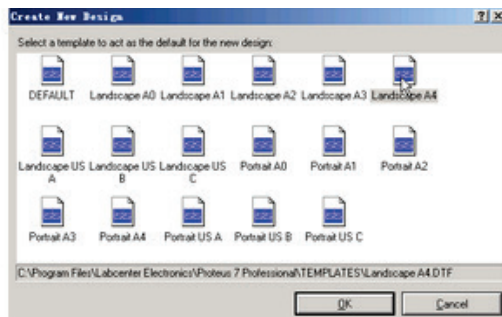 Create New Design
Select a template to act as the default for the new design:
DEFAULT Landscape A0 Landscape A1 Landscape A2 Landscape A3 Landscape A4
Landscape US A Landscape US B Landscape US C Portrait A0 Portrait A1 Portrait A2
Portrait A3 Portrait A4 Portrait US A Portrait US B Portrait US C
C:\Program Files\Labcenter Electronics\Proteus 7 Professional\TEMPLATES\Landscape A4.DTF
OK Cancel